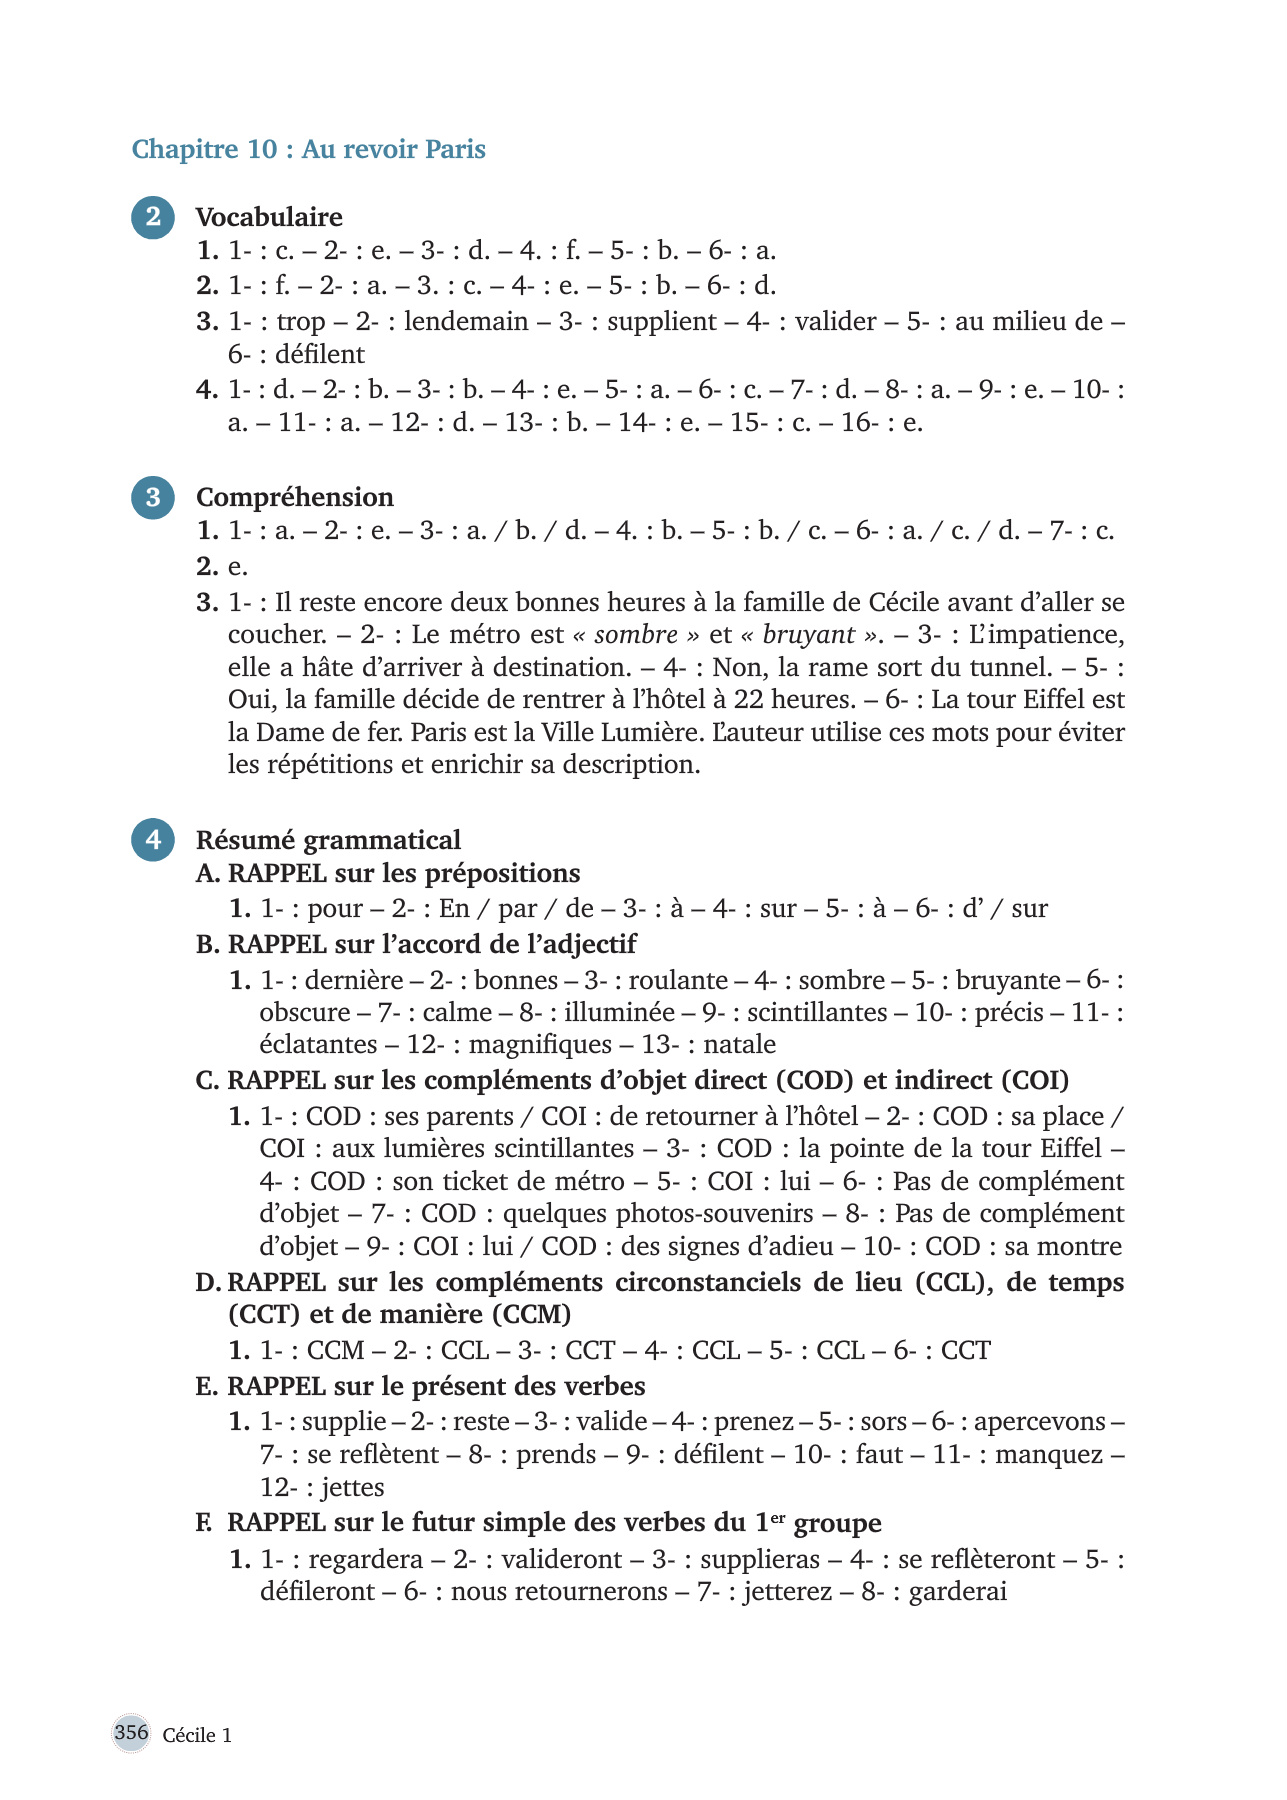 Chapitre 10 : Au revoir Paris
2 Vocabulaire
1. 1- : c. – 2- : e. – 3- : d. – 4. : f. – 5- : b. – 6- : a.
2. 1- : f. – 2- : a. – 3. : c. – 4- : e. – 5- : b. – 6- : d.
3. 1- : trop – 2- : lendemain – 3- : supplient – 4- : valider – 5- : au milieu de –
6- : défilent
4. 1- : d. – 2- : b. – 3- : b. – 4- : e. – 5- : a. – 6- : c. – 7- : d. – 8- : a. – 9- : e. – 10- :
a. – 11- : a. – 12- : d. – 13- : b. – 14- : e. – 15- : c. – 16- : e.
3 Compréhension
1. 1- : a. – 2- : e. – 3- : a. / b. / d. – 4. : b. – 5- : b. / c. – 6- : a. / c. / d. – 7- : c.
2. e.
3. 1- : Il reste encore deux bonnes heures à la famille de Cécile avant d’aller se
coucher. – 2- : Le métro est « sombre » et « bruyant ». – 3- : L’impatience,
elle a hâte d’arriver à destination. – 4- : Non, la rame sort du tunnel. – 5- :
Oui, la famille décide de rentrer à l’hôtel à 22 heures. – 6- : La tour Eiffel est
la Dame de fer. Paris est la Ville Lumière. L’auteur utilise ces mots pour éviter
les répétitions et enrichir sa description.
4 Résumé grammatical
A. RAPPEL sur les prépositions
1. 1- : pour – 2- : En / par / de – 3- : à – 4- : sur – 5- : à – 6- : d’ / sur
B. RAPPEL sur l’accord de l’adjectif
1. 1- : dernière – 2- : bonnes – 3- : roulante – 4- : sombre – 5- : bruyante – 6- :
obscure – 7- : calme – 8- : illuminée – 9- : scintillantes – 10- : précis – 11- :
éclatantes – 12- : magnifiques – 13- : natale
C. RAPPEL sur les compléments d’objet direct (COD) et indirect (COI)
1. 1- : COD : ses parents / COI : de retourner à l’hôtel – 2- : COD : sa place /
COI : aux lumières scintillantes – 3- : COD : la pointe de la tour Eiffel –
4- : COD : son ticket de métro – 5- : COI : lui – 6- : Pas de complément
d’objet – 7- : COD : quelques photos-souvenirs – 8- : Pas de complément
d’objet – 9- : COI : lui / COD : des signes d’adieu – 10- : COD : sa montre
D. RAPPEL sur les compléments circonstanciels de lieu (CCL), de temps
(CCT) et de manière (CCM)
1. 1- : CCM – 2- : CCL – 3- : CCT – 4- : CCL – 5- : CCL – 6- : CCT
E. RAPPEL sur le présent des verbes
1. 1- : supplie – 2- : reste – 3- : valide – 4- : prenez – 5- : sors – 6- : apercevons –
7- : se reflètent – 8- : prends – 9- : défilent – 10- : faut – 11- : manquez –
12- : jettes
F. RAPPEL sur le futur simple des verbes du 1er groupe
1. 1- : regardera – 2- : valideront – 3- : supplieras – 4- : se reflèteront – 5- :
défileront – 6- : nous retournerons – 7- : jetterez – 8- : garderai
356 Cécile 1